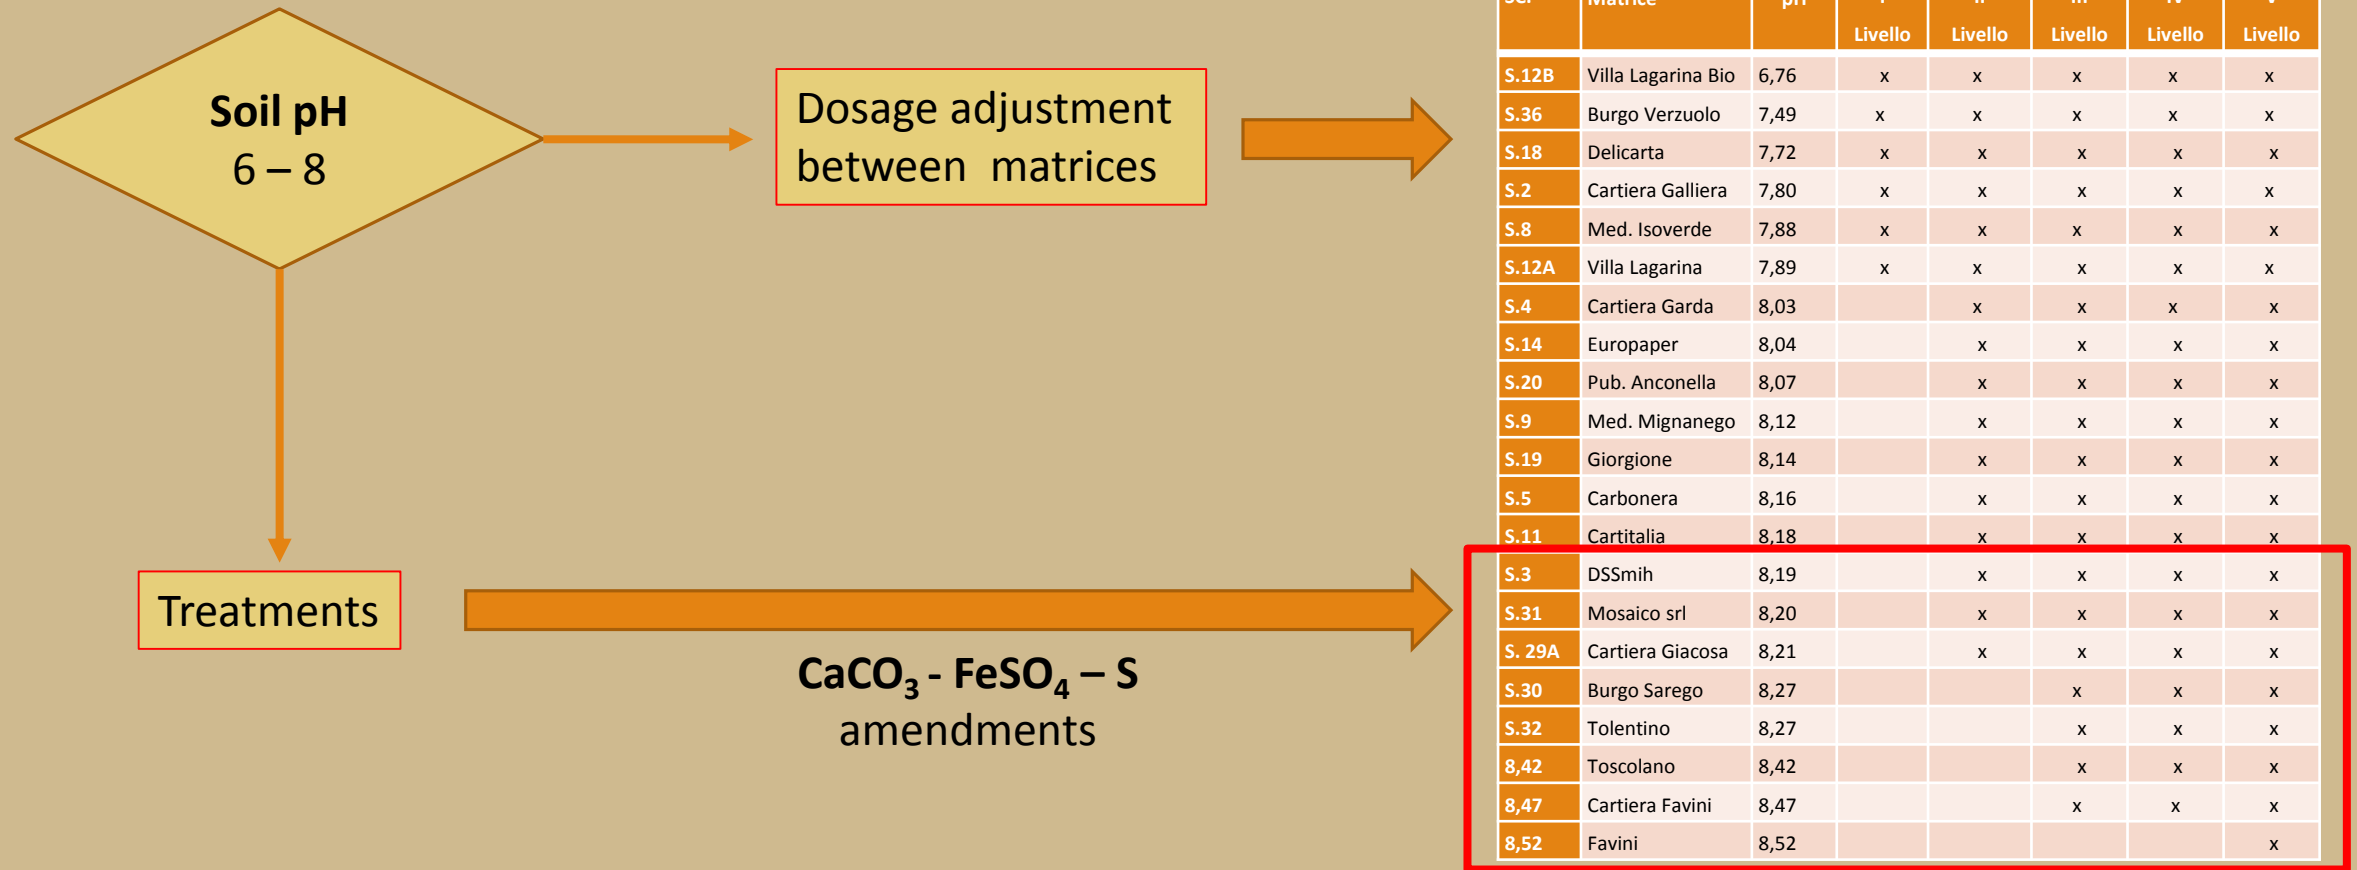 Soil pH
6 – 8
Dosage adjustment
between matrices
Treatments
CaCO₃ - FeSO₄ – S
amendments
Matrice pH
Livello Livello Livello Livello Livello
S.12B Villa Lagarina Bio 6,76 x x x x x
S.36 Burgo Verzuolo 7,49 x x x x x
S.18 Delicarta 7,72 x x x x x
S.2 Cartiera Galliera 7,80 x x x x x
S.8 Med. Isoverde 7,88 x x x x x
S.12A Villa Lagarina 7,89 x x x x x
S.4 Cartiera Garda 8,03 x x x x
S.14 Europaper 8,04 x x x x
S.20 Pub. Anconella 8,07 x x x x
S.9 Med. Mignanego 8,12 x x x x
S.19 Giorgione 8,14 x x x x
S.5 Carbonera 8,16 x x x x
S.11 Cartitalia 8,18 x x x x
S.3 DSSmih 8,19 x x x x
S.31 Mosaico srl 8,20 x x x x
S. 29A Cartiera Giacosa 8,21 x x x x
S.30 Burgo Sarego 8,27 x x x
S.32 Tolentino 8,27 x x x
8,42 Toscolano 8,42 x x x
8,47 Cartiera Favini 8,47 x x x
8,52 Favini 8,52 x